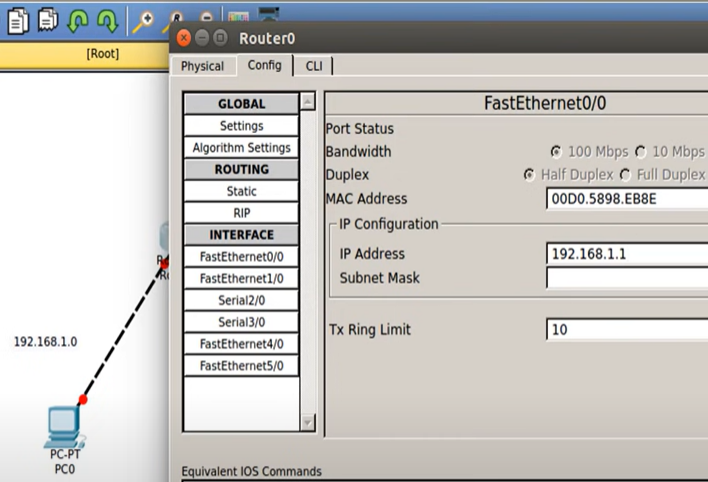 Router0
[Root]
Physical Config CLI
GLOBAL
Settings
Algorithm Settings
ROUTING
Static
RIP
INTERFACE
FastEthernet0/0
FastEthernet1/0
Serial2/0
Serial3/0
FastEthernet4/0
FastEthernet5/0
FastEthernet0/0
Port Status
Bandwidth 100 Mbps 10 Mbps
Duplex Half Duplex Full Duplex
MAC Address 00D0.5898.EB8E
IP Configuration
IP Address 192.168.1.1
Subnet Mask
Tx Ring Limit 10
Equivalent IOS Commands
192.168.1.0
PC-PT
PC0